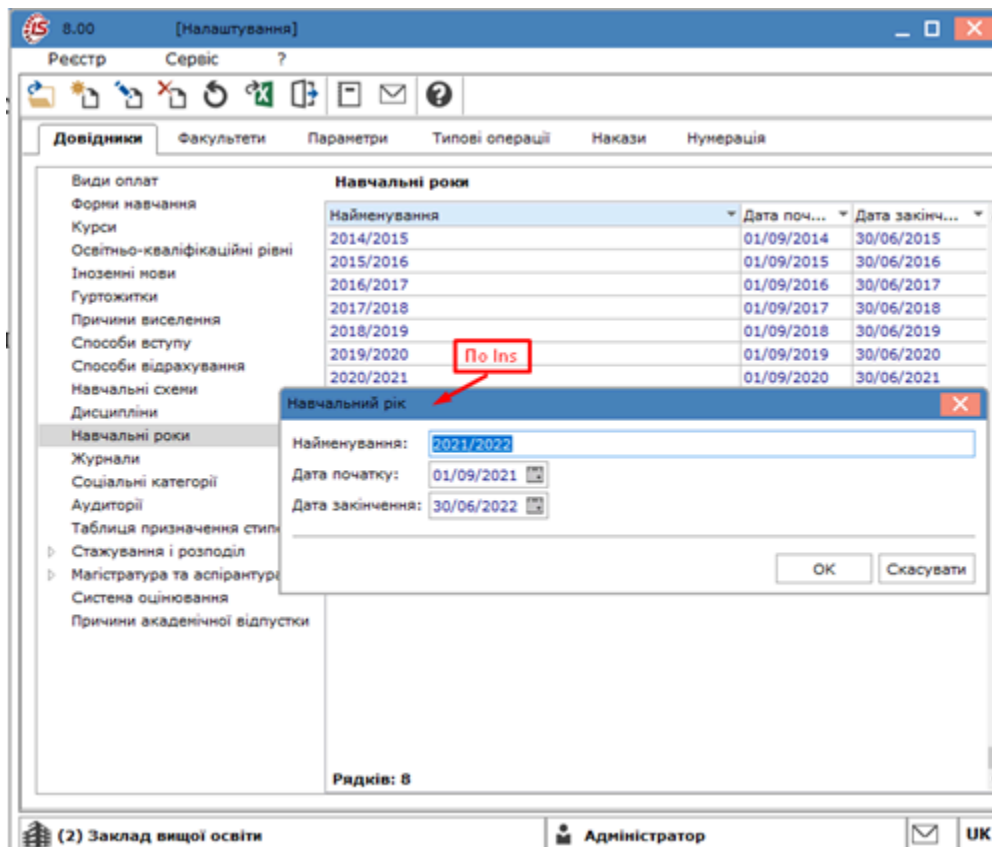 8.00 [Налаштування]
Реєстр Сервіс ?
Довідники Факультети Параметри Типові операції Накази Нумерація
Види оплат
Форми навчання
Курси
Освітньо-кваліфікаційні рівні
Іноземні мови
Гуртожитки
Причини виселення
Способи вступу
Способи відрахування
Навчальні схеми
Дисципліни
Навчальні роки
Журнали
Соціальні категорії
Аудиторії
Таблиця призначення стип
Стажування і розподіл
Магістратура та аспірантура
Система оцінювання
Причини академічної відпустки
Навчальні роки
Найменування Дата поч... Дата закінч...
2014/2015 01/09/2014 30/06/2015
2015/2016 01/09/2015 30/06/2016
2016/2017 01/09/2016 30/06/2017
2017/2018 01/09/2017 30/06/2018
2018/2019 01/09/2018 30/06/2019
2019/2020 01/09/2019 30/06/2020
2020/2021 01/09/2020 30/06/2021
По Ins
Навчальний рік
Найменування: 2021/2022
Дата початку: 01/09/2021
Дата закінчення: 30/06/2022
ОК Скасувати
Рядків: 8
(2) Заклад вищої освіти Адміністратор UK